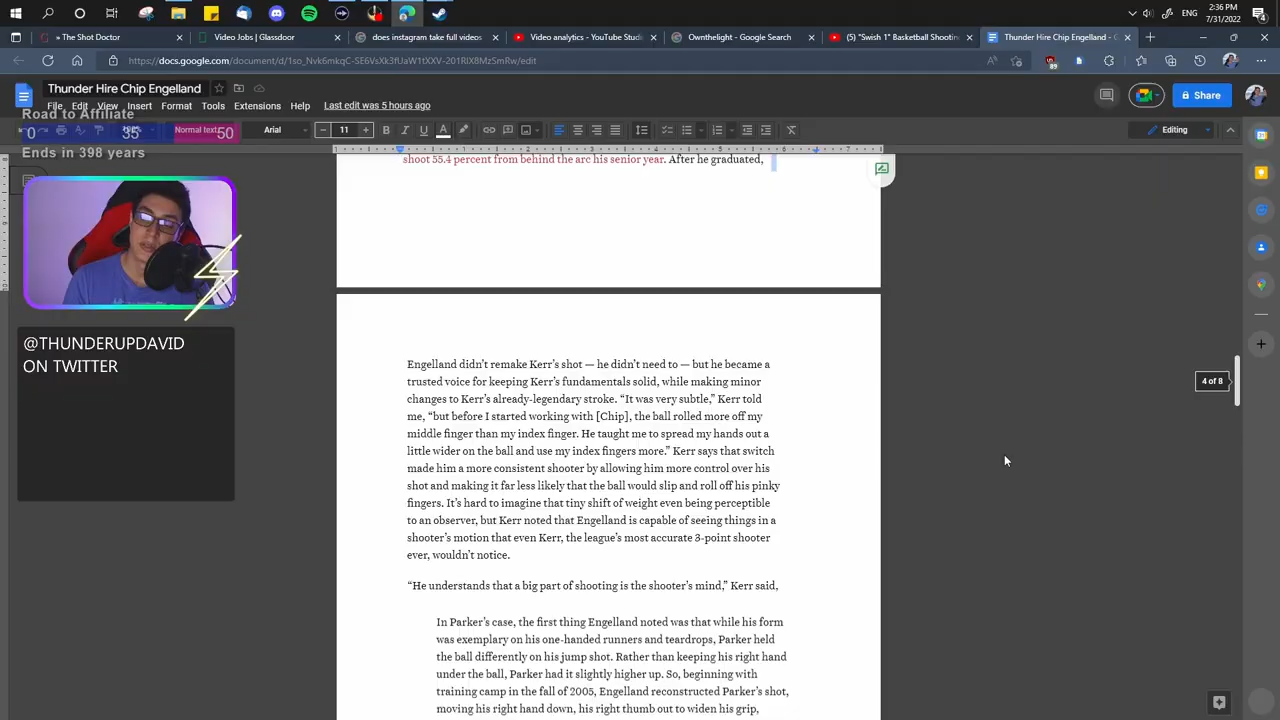 2:36 PM
ENG
7/31/2022
» The Shot Doctor
Video Jobs | Glassdoor
does instagram take full videos
Video analytics - YouTube Studi
Ownthelight - Google Search
(5) "Swish 1" Basketball Shootin
Thunder Hire Chip Engelland - G
https://docs.google.com/document/d/1so_Nvk6mkqC-SE6VsXk3fUaW1tXXV-201RlX8MzSmRw/edit
89
Thunder Hire Chip Engelland
File Edit View Insert Format Tools Extensions Help Last edit was 5 hours ago
Share
Road to Affiliate
0 35 50
Normal text
Arial
11
Editing
Ends in 398 years
1 1 2 3 4 5 6 7
shoot 55.4 percent from behind the arc his senior year. After he graduated,
@THUNDERUPDAVID
ON TWITTER
4 of 8
Engelland didn't remake Kerr's shot — he didn't need to — but he became a
trusted voice for keeping Kerr's fundamentals solid, while making minor
changes to Kerr's already-legendary stroke. “It was very subtle,” Kerr told
me, “but before I started working with [Chip], the ball rolled more off my
middle finger than my index finger. He taught me to spread my hands out a
little wider on the ball and use my index fingers more.” Kerr says that switch
made him a more consistent shooter by allowing him more control over his
shot and making it far less likely that the ball would slip and roll off his pinky
fingers. It's hard to imagine that tiny shift of weight even being perceptible
to an observer, but Kerr noted that Engelland is capable of seeing things in a
shooter's motion that even Kerr, the league's most accurate 3-point shooter
ever, wouldn't notice.
“He understands that a big part of shooting is the shooter's mind,” Kerr said,
In Parker's case, the first thing Engelland noted was that while his form
was exemplary on his one-handed runners and teardrops, Parker held
the ball differently on his jump shot. Rather than keeping his right hand
under the ball, Parker had it slightly higher up. So, beginning with
training camp in the fall of 2005, Engelland reconstructed Parker's shot,
moving his right hand down, his right thumb out to widen his grip,